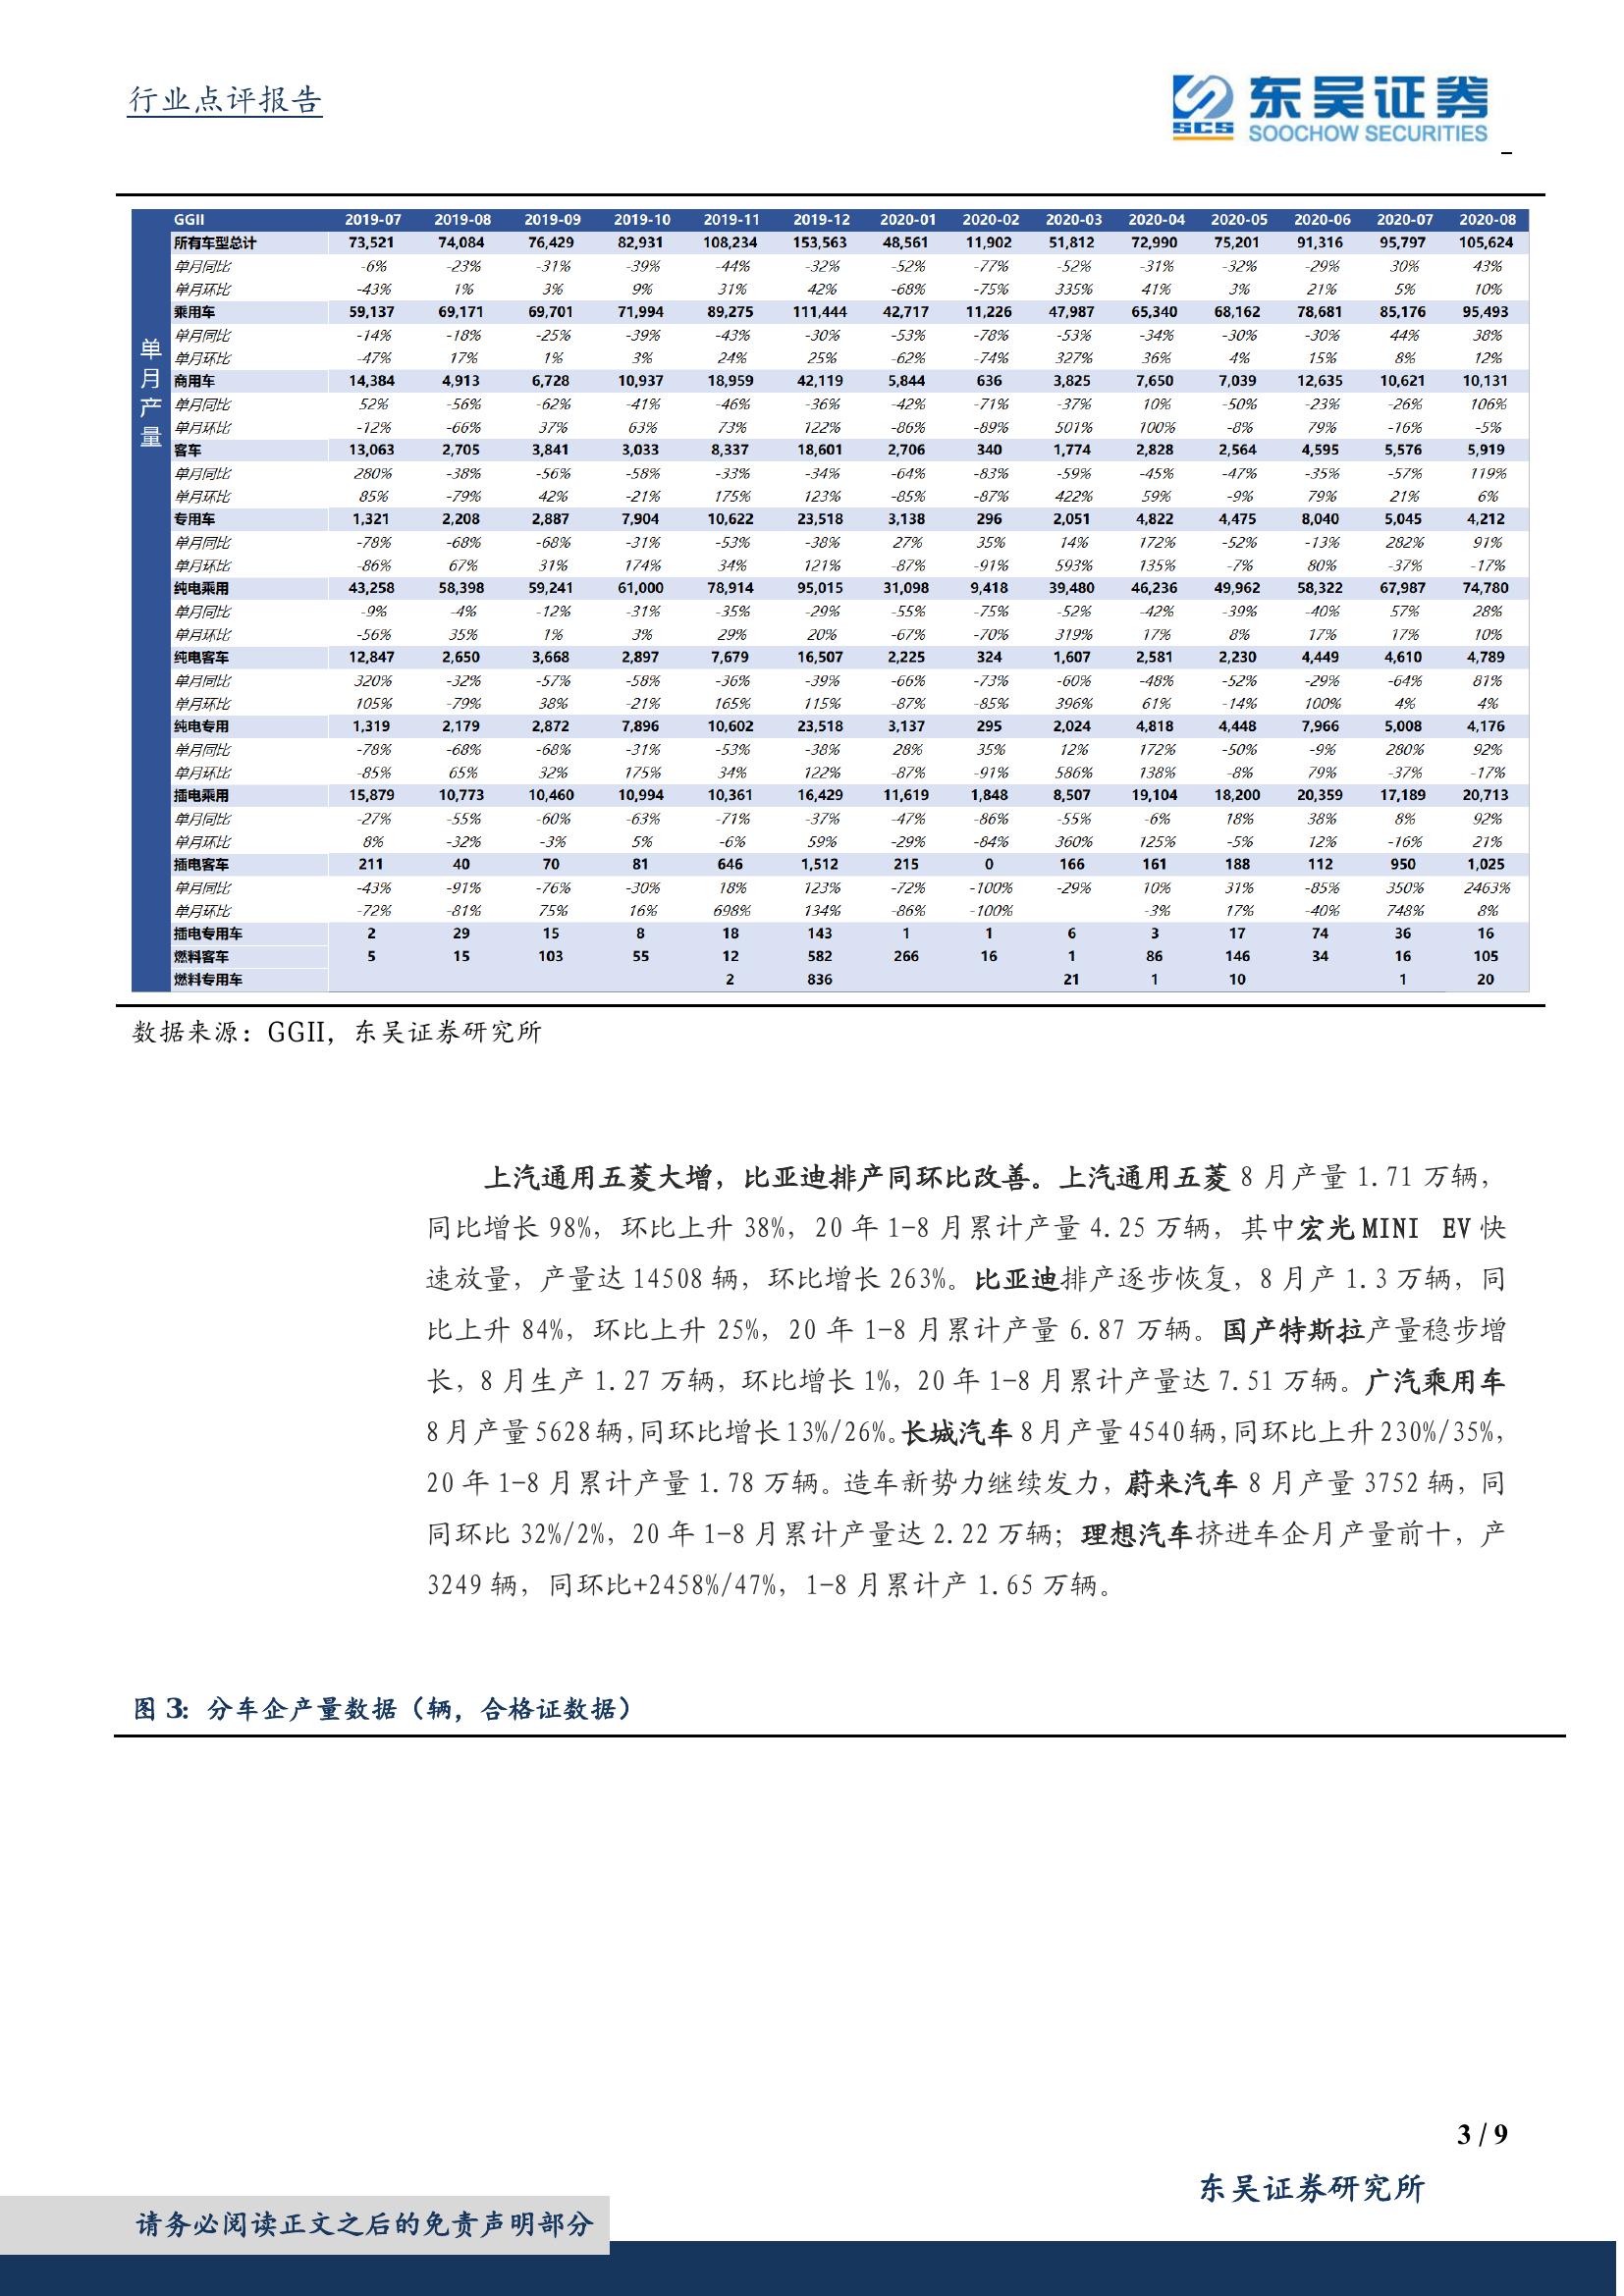 行业点评报告
SCS 东吴证券
SOOCHOW SECURITIES
单月产量
GGII 2019-07 2019-08 2019-09 2019-10 2019-11 2019-12 2020-01 2020-02 2020-03 2020-04 2020-05 2020-06 2020-07 2020-08
所有车型总计 73,521 74,084 76,429 82,931 108,234 153,563 48,561 11,902 51,812 72,990 75,201 91,316 95,797 105,624
单月同比 -6% -23% -31% -39% -44% -32% -52% -77% -52% -31% -32% -29% 30% 43%
单月环比 -43% 1% 3% 9% 31% 42% -68% -75% 335% 41% 3% 21% 5% 10%
乘用车 59,137 69,171 69,701 71,994 89,275 111,444 42,717 11,226 47,987 65,340 68,162 78,681 85,176 95,493
单月同比 -14% -18% -25% -39% -43% -30% -53% -78% -53% -34% -30% -30% 44% 38%
单月环比 -47% 17% 1% 3% 24% 25% -62% -74% 327% 36% 4% 15% 8% 12%
商用车 14,384 4,913 6,728 10,937 18,959 42,119 5,844 636 3,825 7,650 7,039 12,635 10,621 10,131
单月同比 52% -56% -62% -41% -46% -36% -42% -71% -37% 10% -50% -23% -26% 106%
单月环比 -12% -66% 37% 63% 73% 122% -86% -89% 501% 100% -8% 79% -16% -5%
客车 13,063 2,705 3,841 3,033 8,337 18,601 2,706 340 1,774 2,828 2,564 4,595 5,576 5,919
单月同比 280% -38% -56% -58% -33% -34% -64% -83% -59% -45% -47% -35% -57% 119%
单月环比 85% -79% 42% -21% 175% 123% -85% -87% 422% 59% -9% 79% 21% 6%
专用车 1,321 2,208 2,887 7,904 10,622 23,518 3,138 296 2,051 4,822 4,475 8,040 5,045 4,212
单月同比 -78% -68% -68% -31% -53% -38% 27% 35% 14% 172% -52% -13% 282% 91%
单月环比 -86% 67% 31% 174% 34% 121% -87% -91% 593% 135% -7% 80% -37% -17%
纯电乘用 43,258 58,398 59,241 61,000 78,914 95,015 31,098 9,418 39,480 46,236 49,962 58,322 67,987 74,780
单月同比 -9% -4% -12% -31% -35% -29% -55% -75% -52% -42% -39% -40% 57% 28%
单月环比 -56% 35% 1% 3% 29% 20% -67% -70% 319% 17% 8% 17% 17% 10%
纯电客车 12,847 2,650 3,668 2,897 7,679 16,507 2,225 324 1,607 2,581 2,230 4,449 4,610 4,789
单月同比 320% -32% -57% -58% -36% -39% -66% -73% -60% -48% -52% -29% -64% 81%
单月环比 105% -79% 38% -21% 165% 115% -87% -85% 396% 61% -14% 100% 4% 4%
纯电专用 1,319 2,179 2,872 7,896 10,602 23,518 3,137 295 2,024 4,818 4,448 7,966 5,008 4,176
单月同比 -78% -68% -68% -31% -53% -38% 28% 35% 12% 172% -50% -9% 280% 92%
单月环比 -85% 65% 32% 175% 34% 122% -87% -91% 586% 138% -8% 79% -37% -17%
插电乘用 15,879 10,773 10,460 10,994 10,361 16,429 11,619 1,848 8,507 19,104 18,200 20,359 17,189 20,713
单月同比 -27% -55% -60% -63% -71% -37% -47% -86% -55% -6% 18% 38% 8% 92%
单月环比 8% -32% -3% 5% -6% 59% -29% -84% 360% 125% -5% 12% -16% 21%
插电客车 211 40 70 81 646 1,512 215 0 166 161 188 112 950 1,025
单月同比 -43% -91% -76% -30% 18% 123% -72% -100% -29% 10% 31% -85% 350% 2463%
单月环比 -72% -81% 75% 16% 698% 134% -86% -100% -3% 17% -40% 748% 8%
插电专用车 2 29 15 8 18 143 1 1 6 3 17 74 36 16
燃料客车 5 15 103 55 12 582 266 16 1 86 146 34 16 105
燃料专用车 2 836 21 1 10 1 20
数据来源：GGII，东吴证券研究所
上汽通用五菱大增，比亚迪排产同环比改善。上汽通用五菱 8 月产量 1.71 万辆，
同比增长 98%，环比上升 38%，20 年 1-8 月累计产量 4.25 万辆，其中宏光 MINI EV 快
速放量，产量达 14508 辆，环比增长 263%。比亚迪排产逐步恢复，8 月产 1.3 万辆，同
比上升 84%，环比上升 25%，20 年 1-8 月累计产量 6.87 万辆。国产特斯拉产量稳步增
长，8 月生产 1.27 万辆，环比增长 1%，20 年 1-8 月累计产量达 7.51 万辆。广汽乘用车
8 月产量 5628 辆，同环比增长 13%/26%。长城汽车 8 月产量 4540 辆，同环比上升 230%/35%，
20 年 1-8 月累计产量 1.78 万辆。造车新势力继续发力，蔚来汽车 8 月产量 3752 辆，同
同环比 32%/2%，20 年 1-8 月累计产量达 2.22 万辆；理想汽车挤进车企月产量前十，产
3249 辆，同环比+2458%/47%，1-8 月累计产 1.65 万辆。
图 3：分车企产量数据（辆，合格证数据）
3 / 9
东吴证券研究所
请务必阅读正文之后的免责声明部分